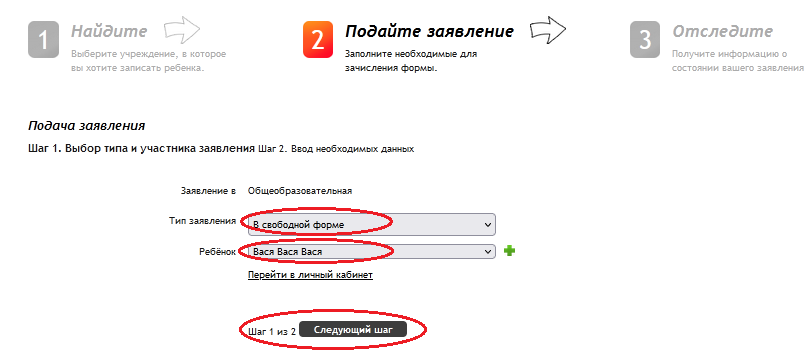 1 Найдите
Выберите учреждение, в которое
вы хотите записать ребенка.
2 Подайте заявление
Заполните необходимые для
зачисления формы.
3 Отследите
Получите информацию о
состоянии вашего заявления
Подача заявления
Шаг 1. Выбор типа и участника заявления Шаг 2. Ввод необходимых данных
Заявление в Общеобразовательная
Тип заявления В свободной форме
Ребёнок Вася Вася Вася
Перейти в личный кабинет
Шаг 1 из 2 Следующий шаг